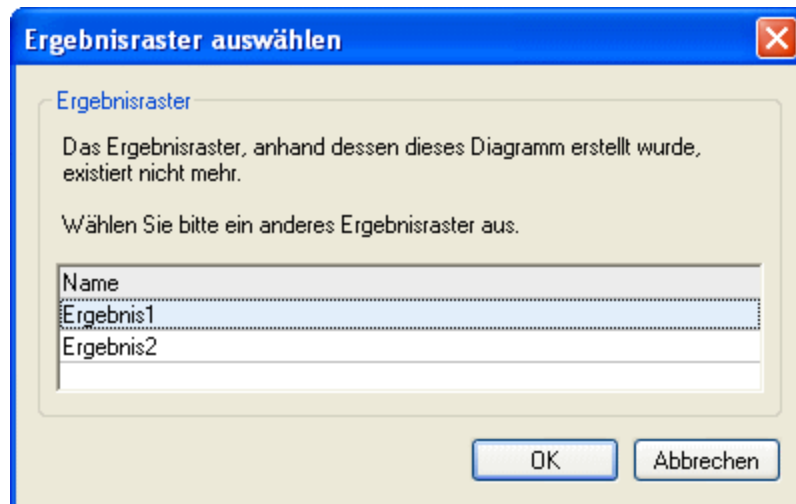 Ergebnisraster auswählen
Ergebnisraster
Das Ergebnisraster, anhand dessen dieses Diagramm erstellt wurde,
existiert nicht mehr.
Wählen Sie bitte ein anderes Ergebnisraster aus.
Name
Ergebnis1
Ergebnis2
OK Abbrechen